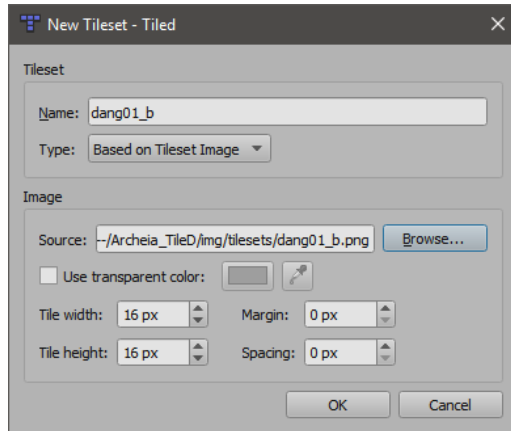 New Tileset - Tiled
Tileset
Name: dang01_b
Type: Based on Tileset Image
Image
Source: --/Archeia_TileD/img/tilesets/dang01_b.png Browse...
Use transparent color:
Tile width: 16 px Margin: 0 px
Tile height: 16 px Spacing: 0 px
OK Cancel